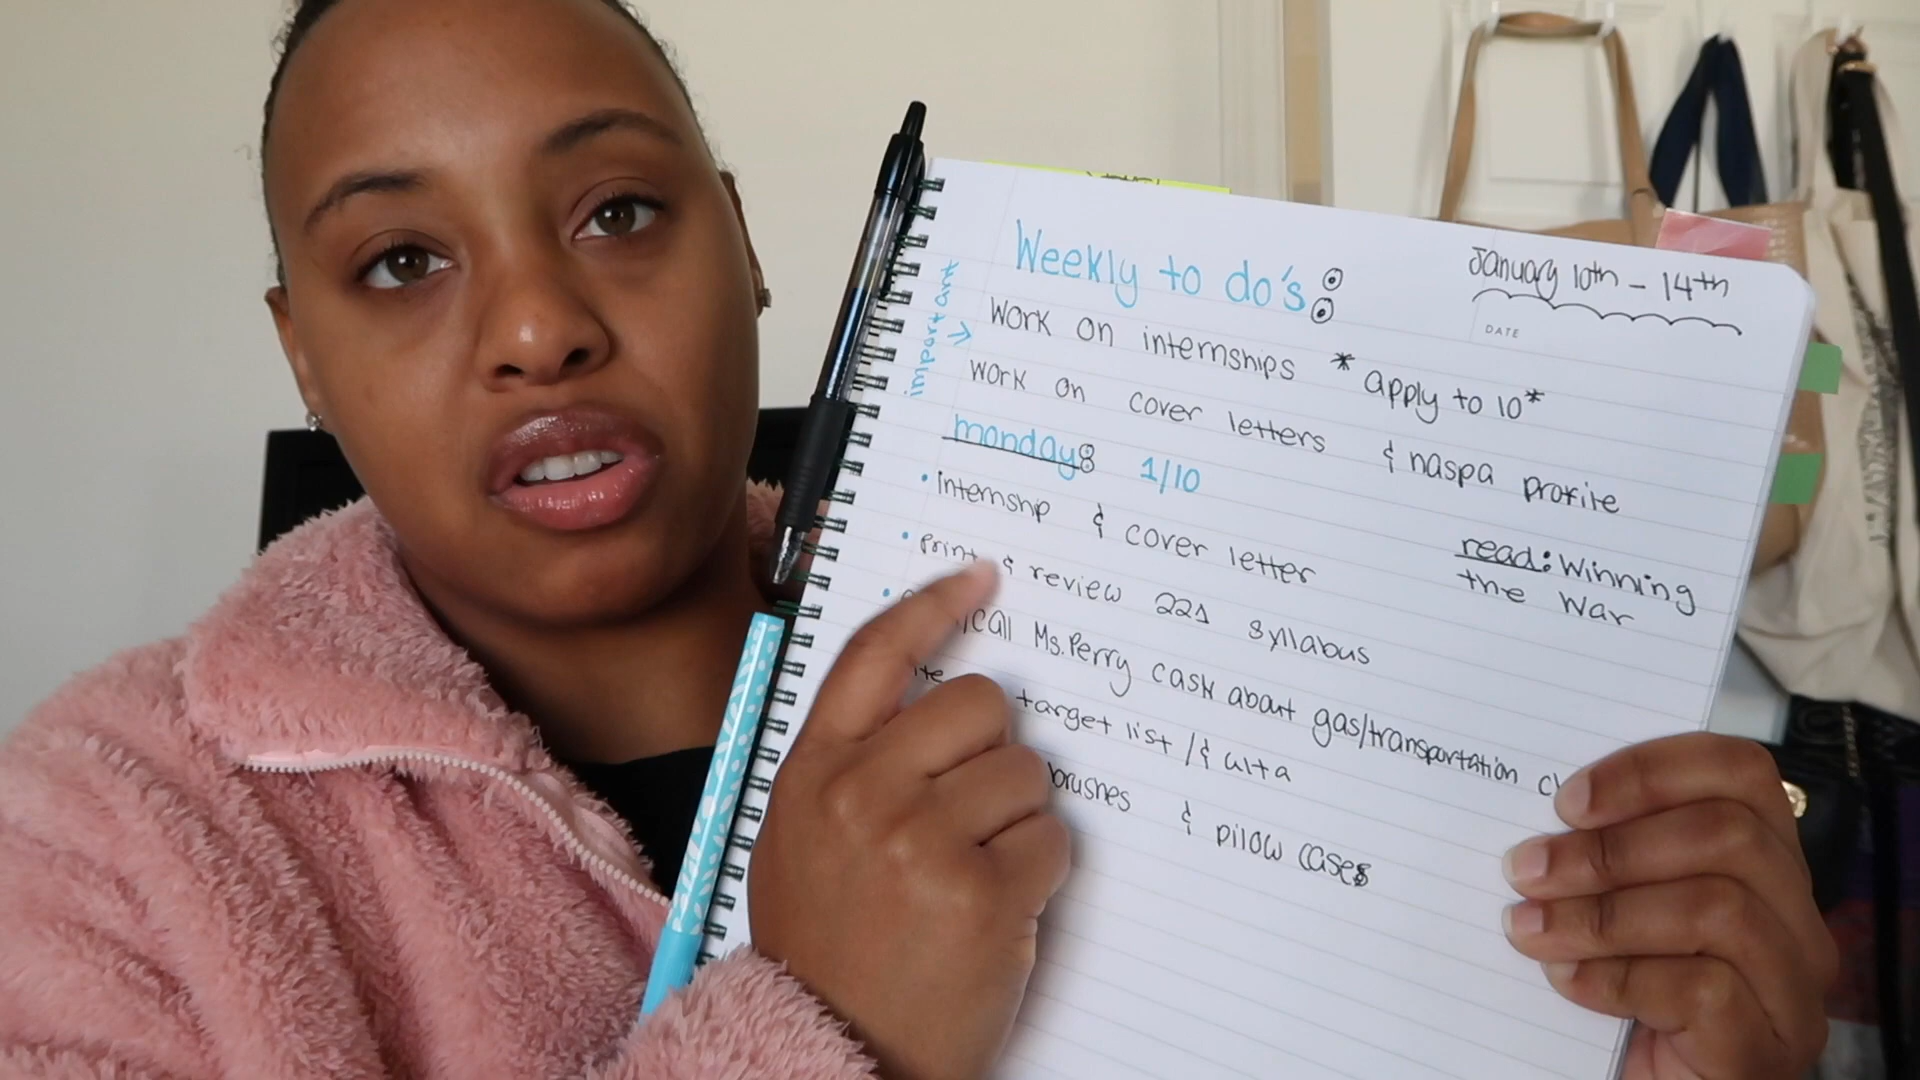 Weekly to do's:
January 10th - 14th
DATE
important
Work on internships *apply to 10*
Work on cover letters & naspa profile
monday: 1/10
• internship & cover letter
read: Winning
the War
• print & review 221 syllabus
call Ms. Perry cash about gas/transportation
target list / & ulta
brushes & pillow cases